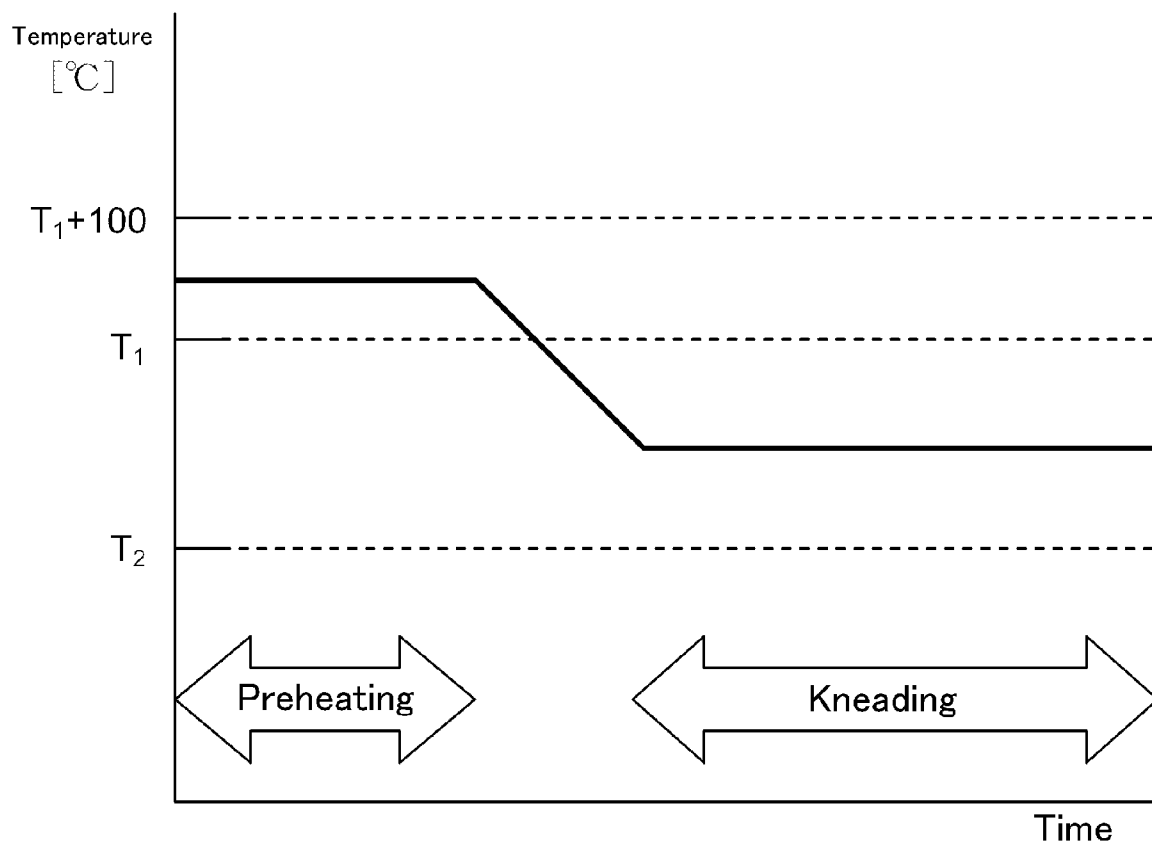 Temperature
[℃]
T₁+100
T₁
T₂
Preheating
Kneading
Time